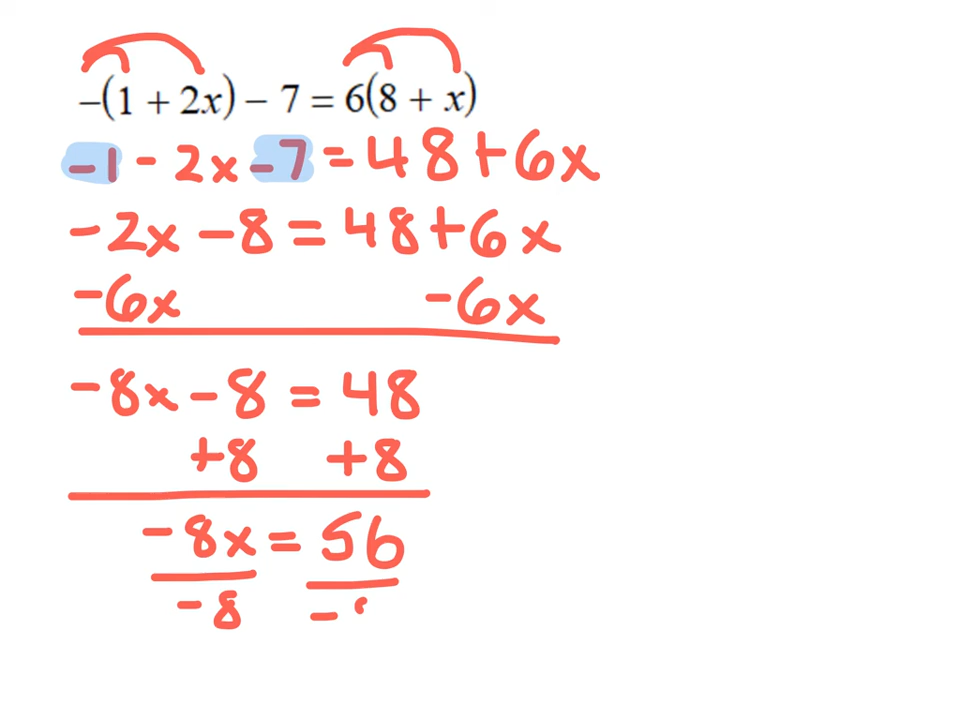 –(1 + 2x) – 7 = 6(8 + x)
-1 - 2x -7 = 48 + 6x
-2x - 8 = 48 + 6x
-6x -6x
-8x - 8 = 48
+8 +8
-8x = 56
-8 -